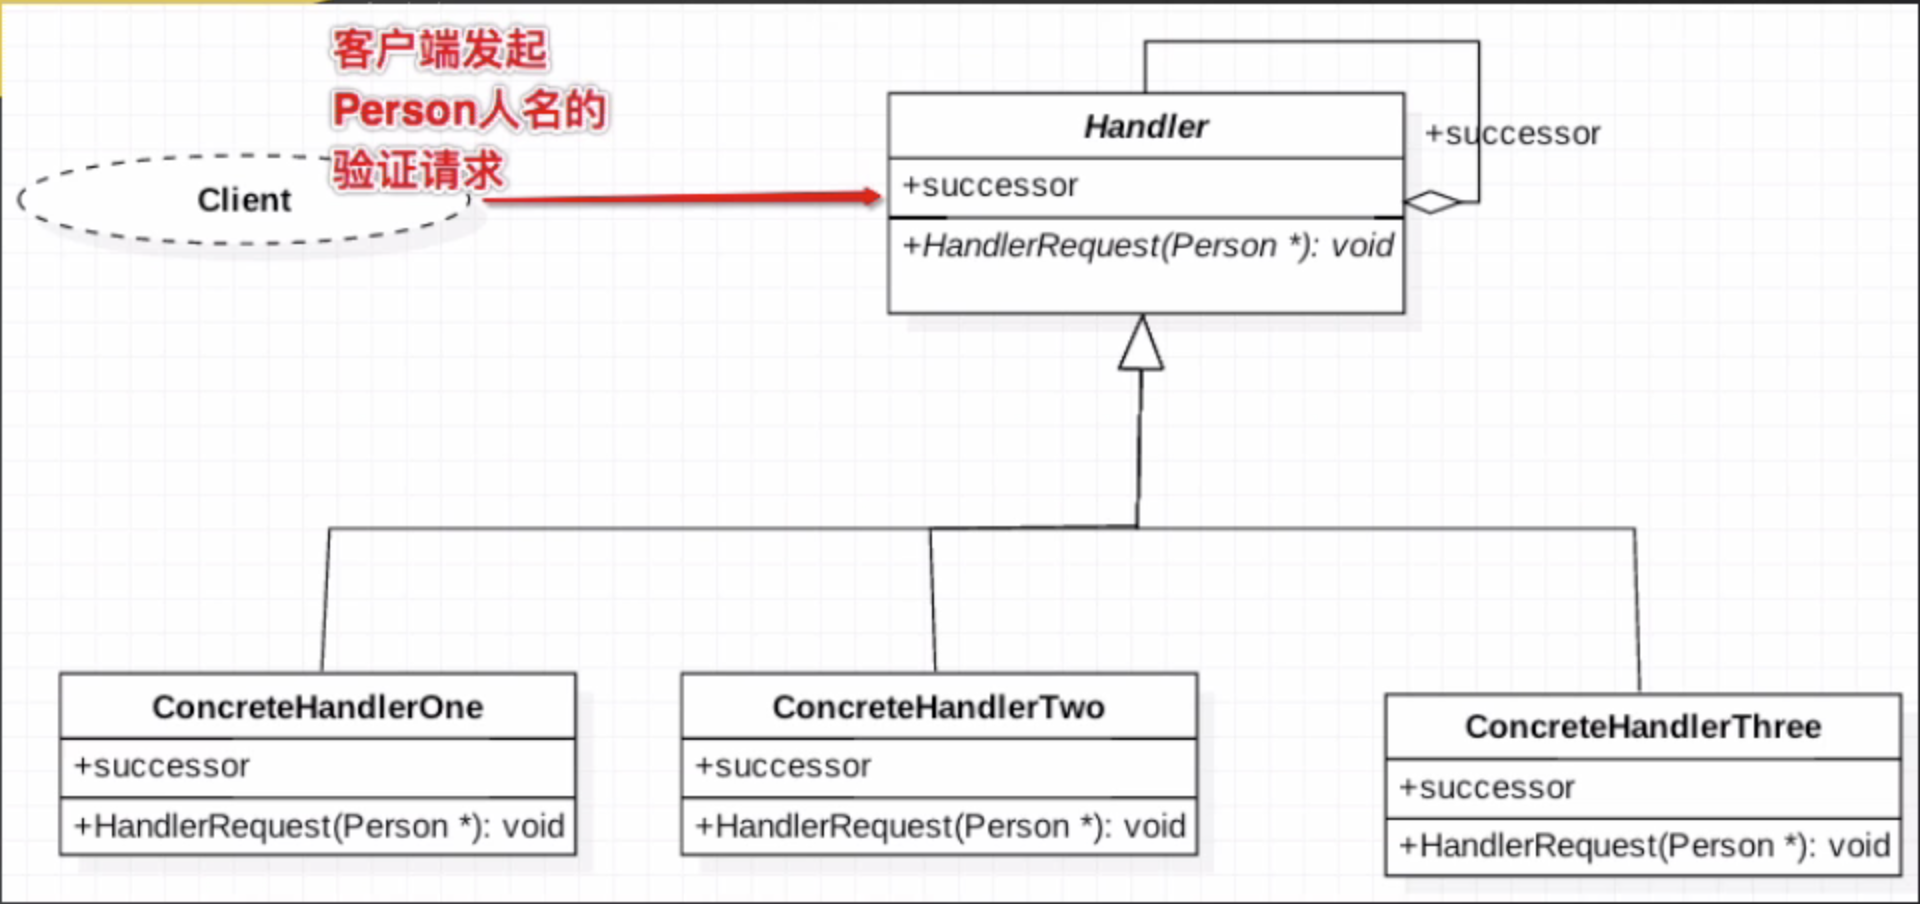 客户端发起
Person人名的
验证请求
Client
Handler
+successor
+successor
+HandlerRequest(Person *): void
ConcreteHandlerOne
+successor
+HandlerRequest(Person *): void
ConcreteHandlerTwo
+successor
+HandlerRequest(Person *): void
ConcreteHandlerThree
+successor
+HandlerRequest(Person *): void